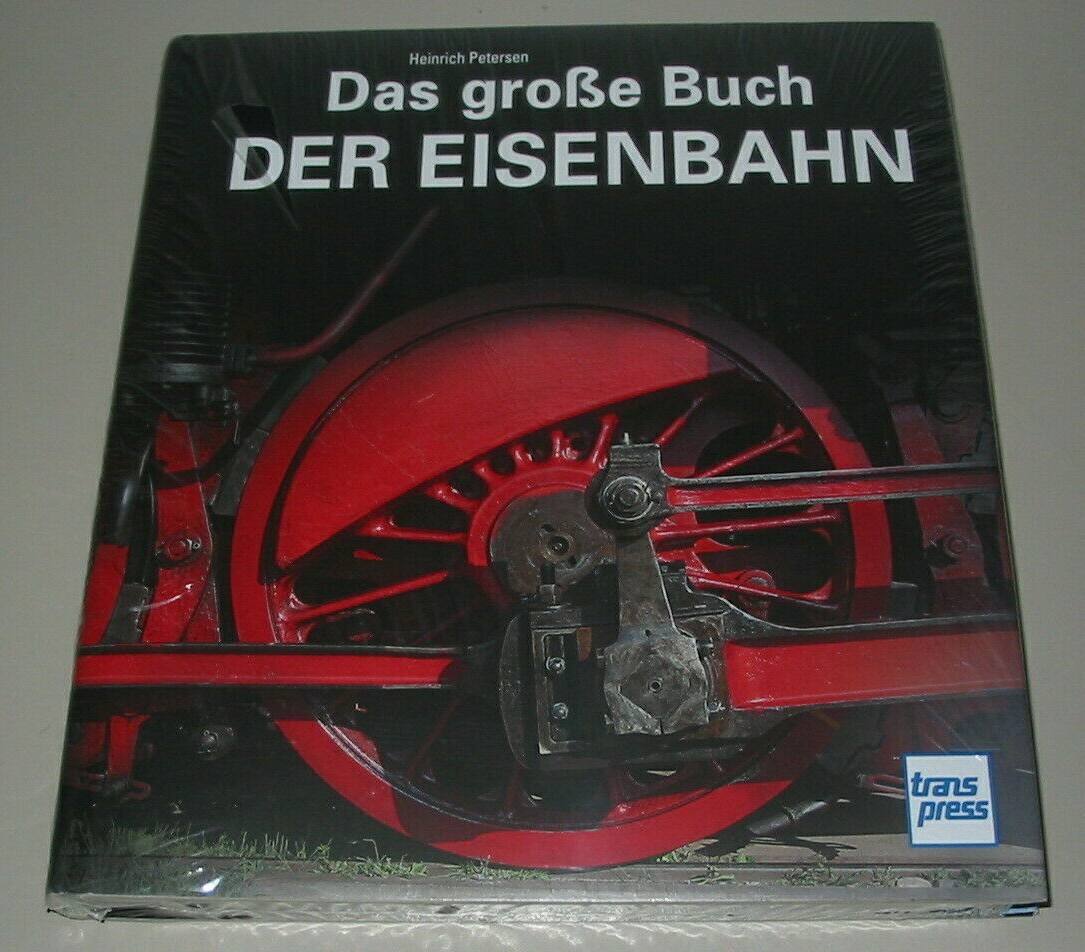 Heinrich Petersen
Das große Buch
DER EISENBAHN
trans
press